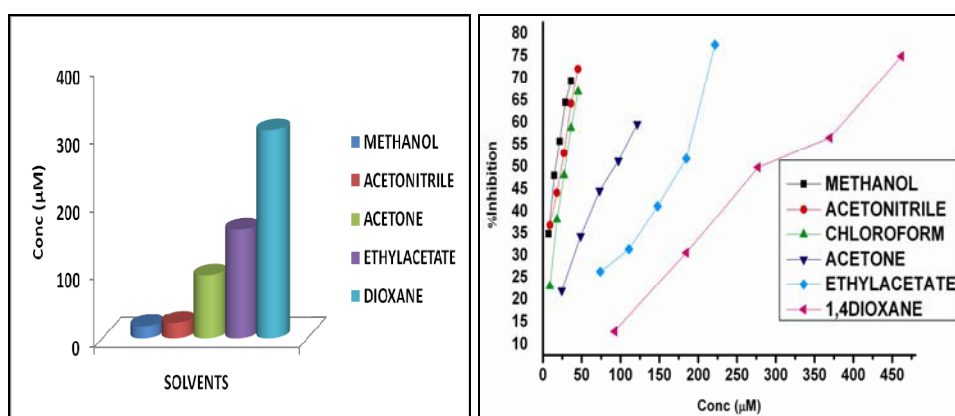 400
300
200
100
0
Conc (µM)
SOLVENTS
METHANOL
ACETONITRILE
ACETONE
ETHYLACETATE
DIOXANE
80
75
70
65
60
55
50
45
40
35
30
25
20
15
10
%Inhibition
0 50 100 150 200 250 300 350 400 450
Conc (µM)
METHANOL
ACETONITRILE
CHLOROFORM
ACETONE
ETHYLACETATE
1,4DIOXANE